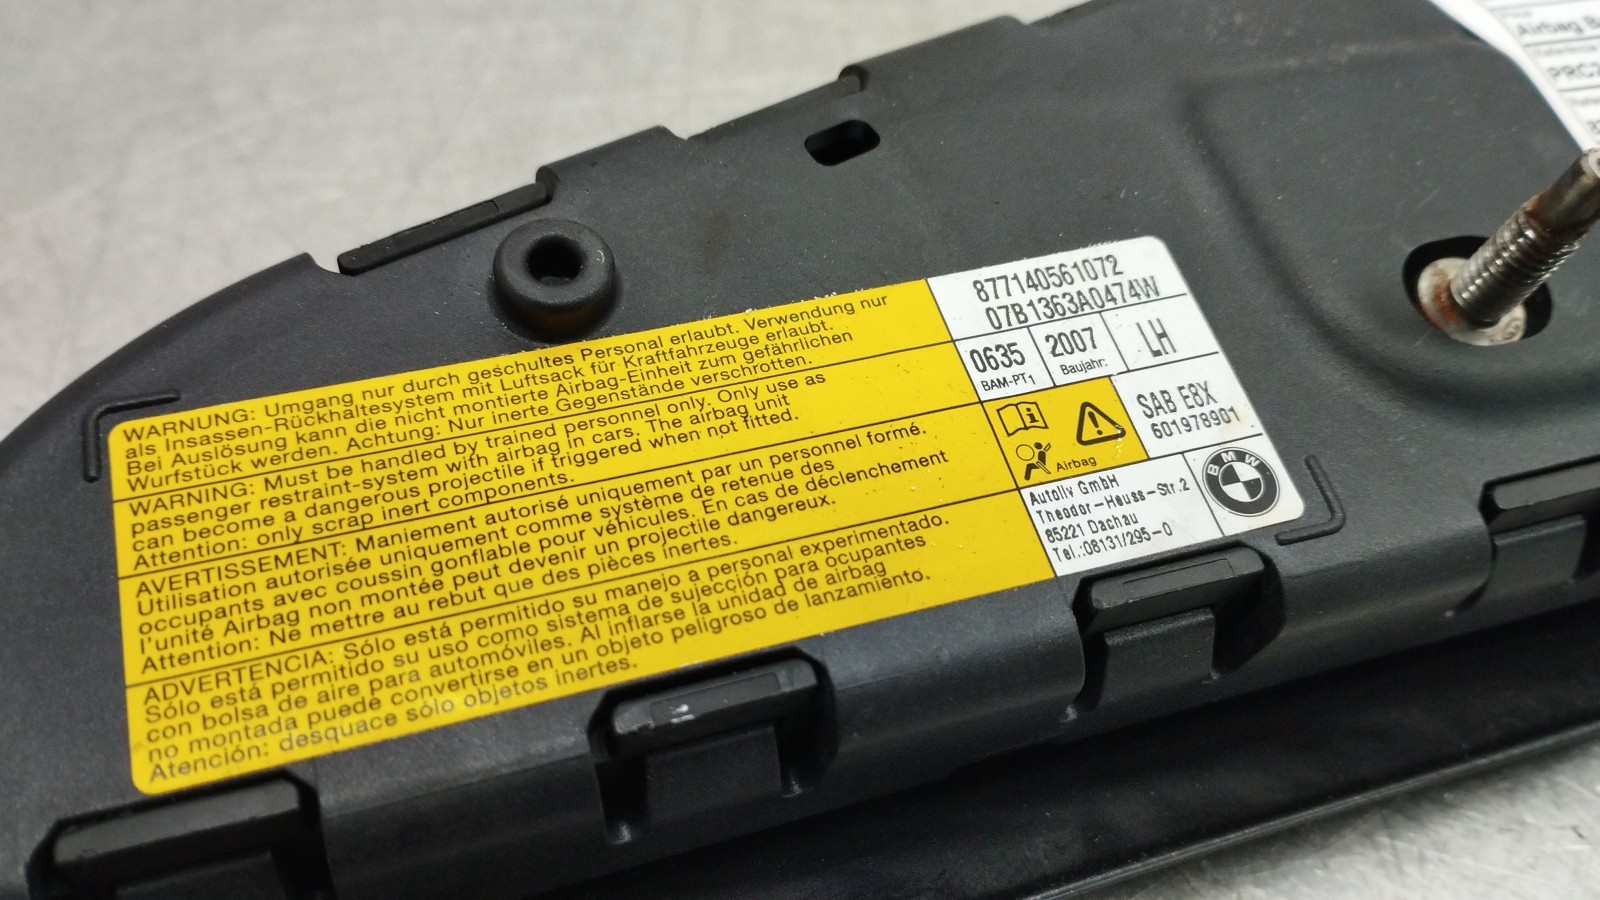 WARNUNG: Umgang nur durch geschultes Personal erlaubt. Verwendung nur
als Insassen-Rückhaltesystem mit Luftsack für Kraftfahrzeuge erlaubt.
Bei Auslösung kann die nicht montierte Airbag-Einheit zum gefährlichen
Wurfstück werden. Achtung: Nur inerte Gegenstände verschrotten.
WARNING: Must be handled by trained personnel only. Only use as
passenger restraint-system with airbag in cars. The airbag unit
can become a dangerous projectile if triggered when not fitted.
Attention: only scrap inert components.
AVERTISSEMENT: Maniement autorisé uniquement par un personnel formé.
Utilisation autorisée uniquement comme système de retenue des
occupants avec coussin gonflable pour véhicules. En cas de déclenchement
l'unité Airbag non montée peut devenir un projectile dangereux.
Attention: Ne mettre au rebut que des pièces inertes.
ADVERTENCIA: Sólo está permitido su manejo a personal experimentado.
Sólo está permitido su uso como sistema de sujección para ocupantes
con bolsa de aire para automóviles. Al inflarse la unidad de airbag
no montada puede convertirse en un objeto peligroso de lanzamiento.
Atención: desguace sólo objetos inertes.
877140561072
07B1363A0474W
0635
BAM-PT1
2007
Baujahr:
LH
SAB E8X
601978901
Airbag
Autoliv GmbH
Theodor-Heuss-Str.2
85221 Dachau
Tel.:08131/295-0
BMW
Airbag